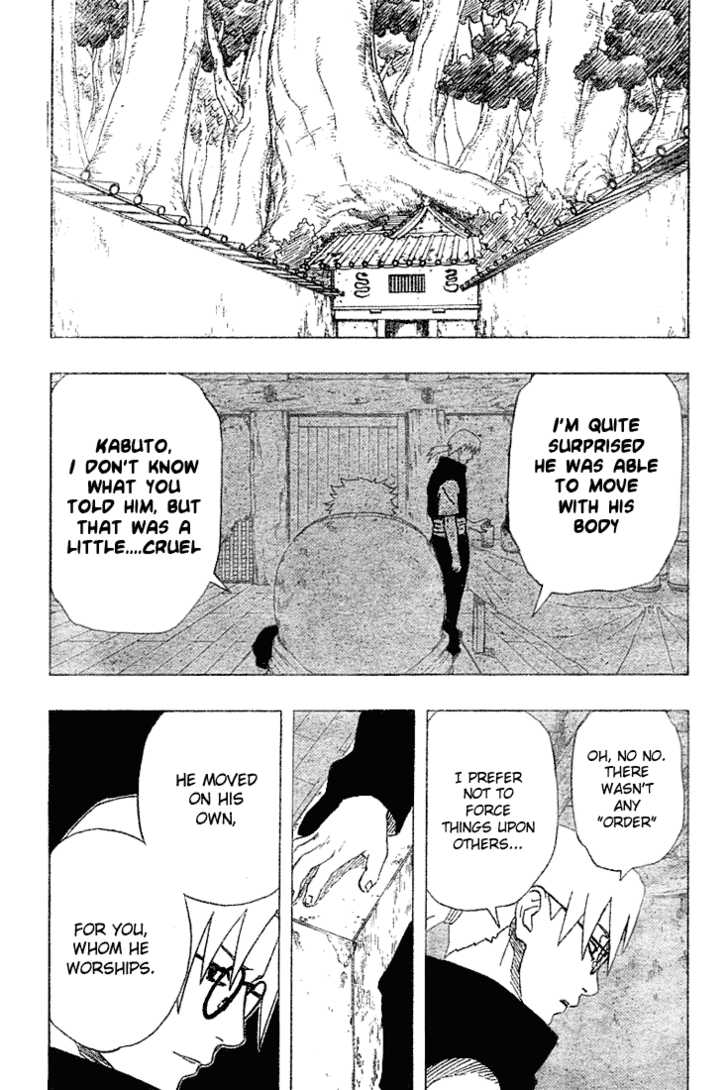 I'M QUITE
SURPRISED
HE WAS ABLE
TO MOVE
WITH HIS
BODY
KABUTO,
I DON'T KNOW
WHAT YOU
TOLD HIM, BUT
THAT WAS A
LITTLE....CRUEL
OH, NO NO.
THERE
WASN'T
ANY
"ORDER"
I PREFER
NOT TO
FORCE
THINGS UPON
OTHERS...
HE MOVED
ON HIS
OWN,
FOR YOU,
WHOM HE
WORSHIPS.